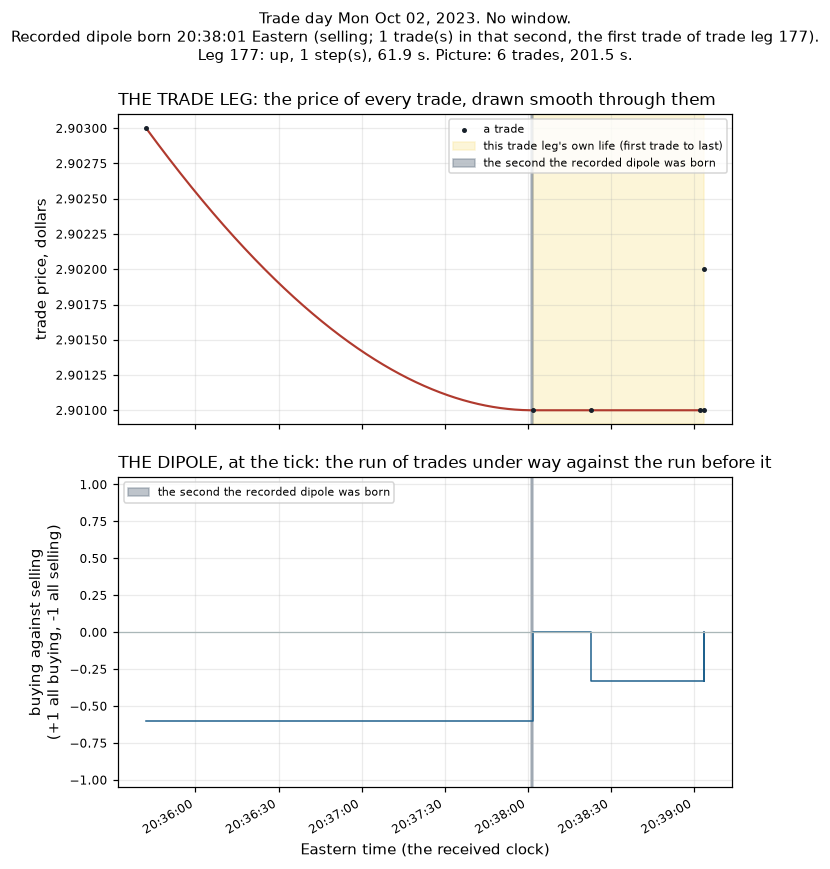 Trade day Mon Oct 02, 2023. No window.
Recorded dipole born 20:38:01 Eastern (selling; 1 trade(s) in that second, the first trade of trade leg 177).
Leg 177: up, 1 step(s), 61.9 s. Picture: 6 trades, 201.5 s.
THE TRADE LEG: the price of every trade, drawn smooth through them
a trade
this trade leg's own life (first trade to last)
the second the recorded dipole was born
trade price, dollars
2.90300
2.90275
2.90250
2.90225
2.90200
2.90175
2.90150
2.90125
2.90100
THE DIPOLE, at the tick: the run of trades under way against the run before it
the second the recorded dipole was born
buying against selling
(+1 all buying, -1 all selling)
1.00
0.75
0.50
0.25
0.00
−0.25
−0.50
−0.75
−1.00
20:36:00
20:36:30
20:37:00
20:37:30
20:38:00
20:38:30
20:39:00
Eastern time (the received clock)